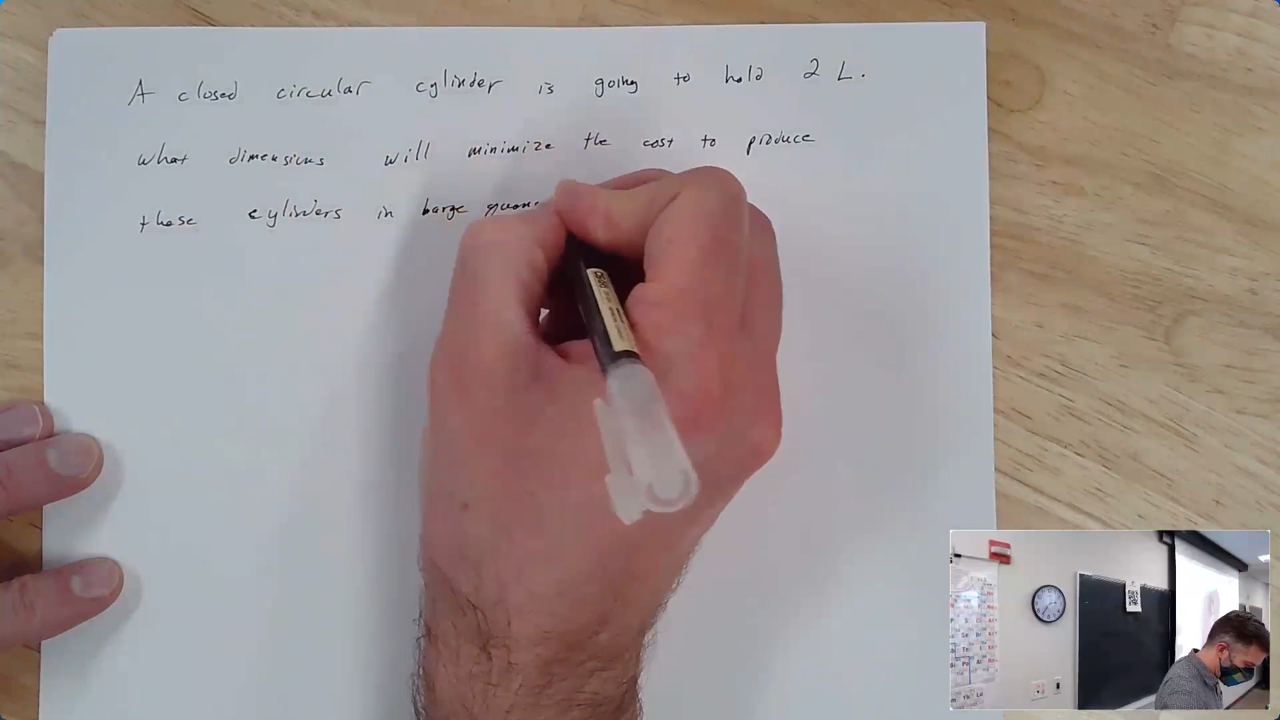 A closed circular cylinder is going to hold 2 L.
what dimensions will minimize the cost to produce
these cylinders in large quan